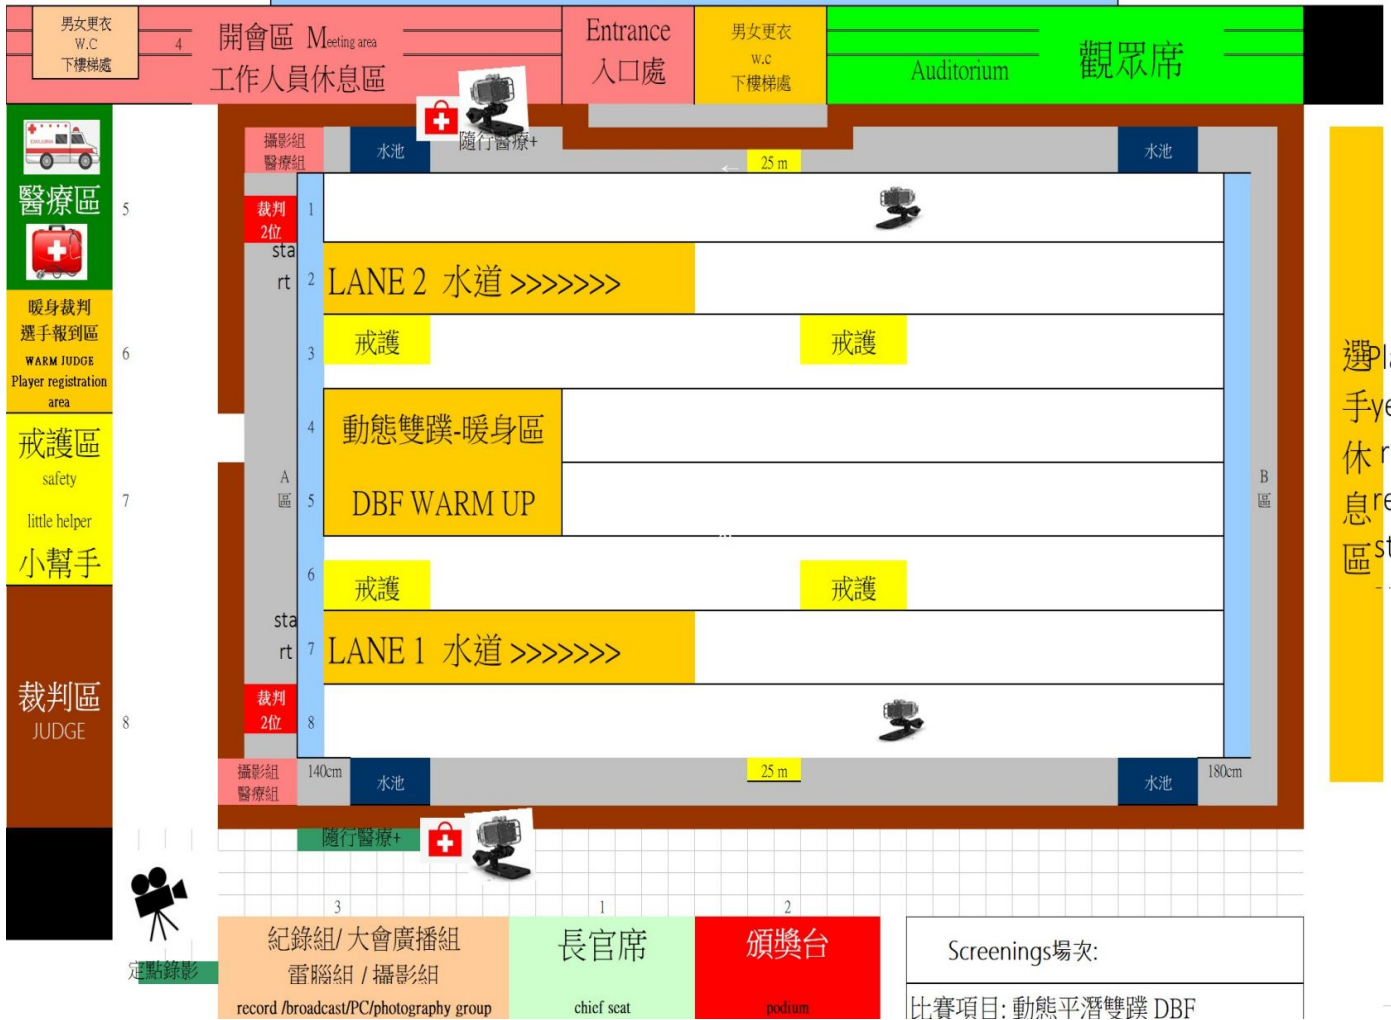 男女更衣
W.C
下樓梯處
4
開會區 Meeting area
工作人員休息區
Entrance
入口處
男女更衣
w.c
下樓梯處
Auditorium
觀眾席
攝影組
醫療組
水池
隨行醫療+
← 25 m
水池
醫療區
5
裁判
2位
1
start
2
LANE 2 水道 >>>>>>>
暖身裁判
選手報到區
WARM JUDGE
Player registration
area
6
3
戒護
戒護
4
動態雙蹼-暖身區
戒護區
safety
little helper
小幫手
7
A
區
5
DBF WARM UP
B
區
選手休息區
Player rest
6
戒護
戒護
start
7
LANE 1 水道 >>>>>>>
裁判區
JUDGE
8
裁判
2位
8
攝影組
醫療組
140cm
水池
25 m
水池
180cm
隨行醫療+
定點錄影
3
紀錄組/ 大會廣播組
電腦組 / 攝影組
record /broadcast/PC/photography group
1
長官席
chief seat
2
頒獎台
podium
Screenings場次:
比賽項目: 動態平潛雙蹼 DBF